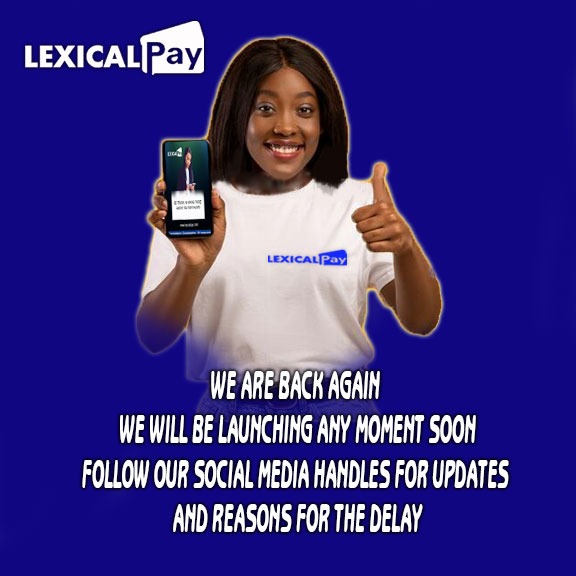 LEXICALPay
LEXICALPay
WE ARE BACK AGAIN
WE WILL BE LAUNCHING ANY MOMENT SOON
FOLLOW OUR SOCIAL MEDIA HANDLES FOR UPDATES
AND REASONS FOR THE DELAY